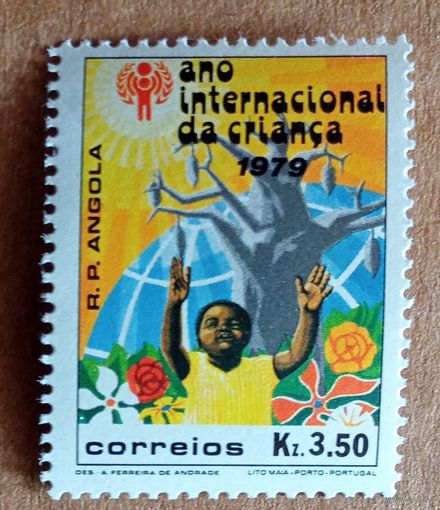 ano
internacional
da criança
1979
R. P. ANGOLA
correios Kz. 3.50
DES. - A FERREIRA DE ANDRADE LITO MAIA - PORTO - PORTUGAL